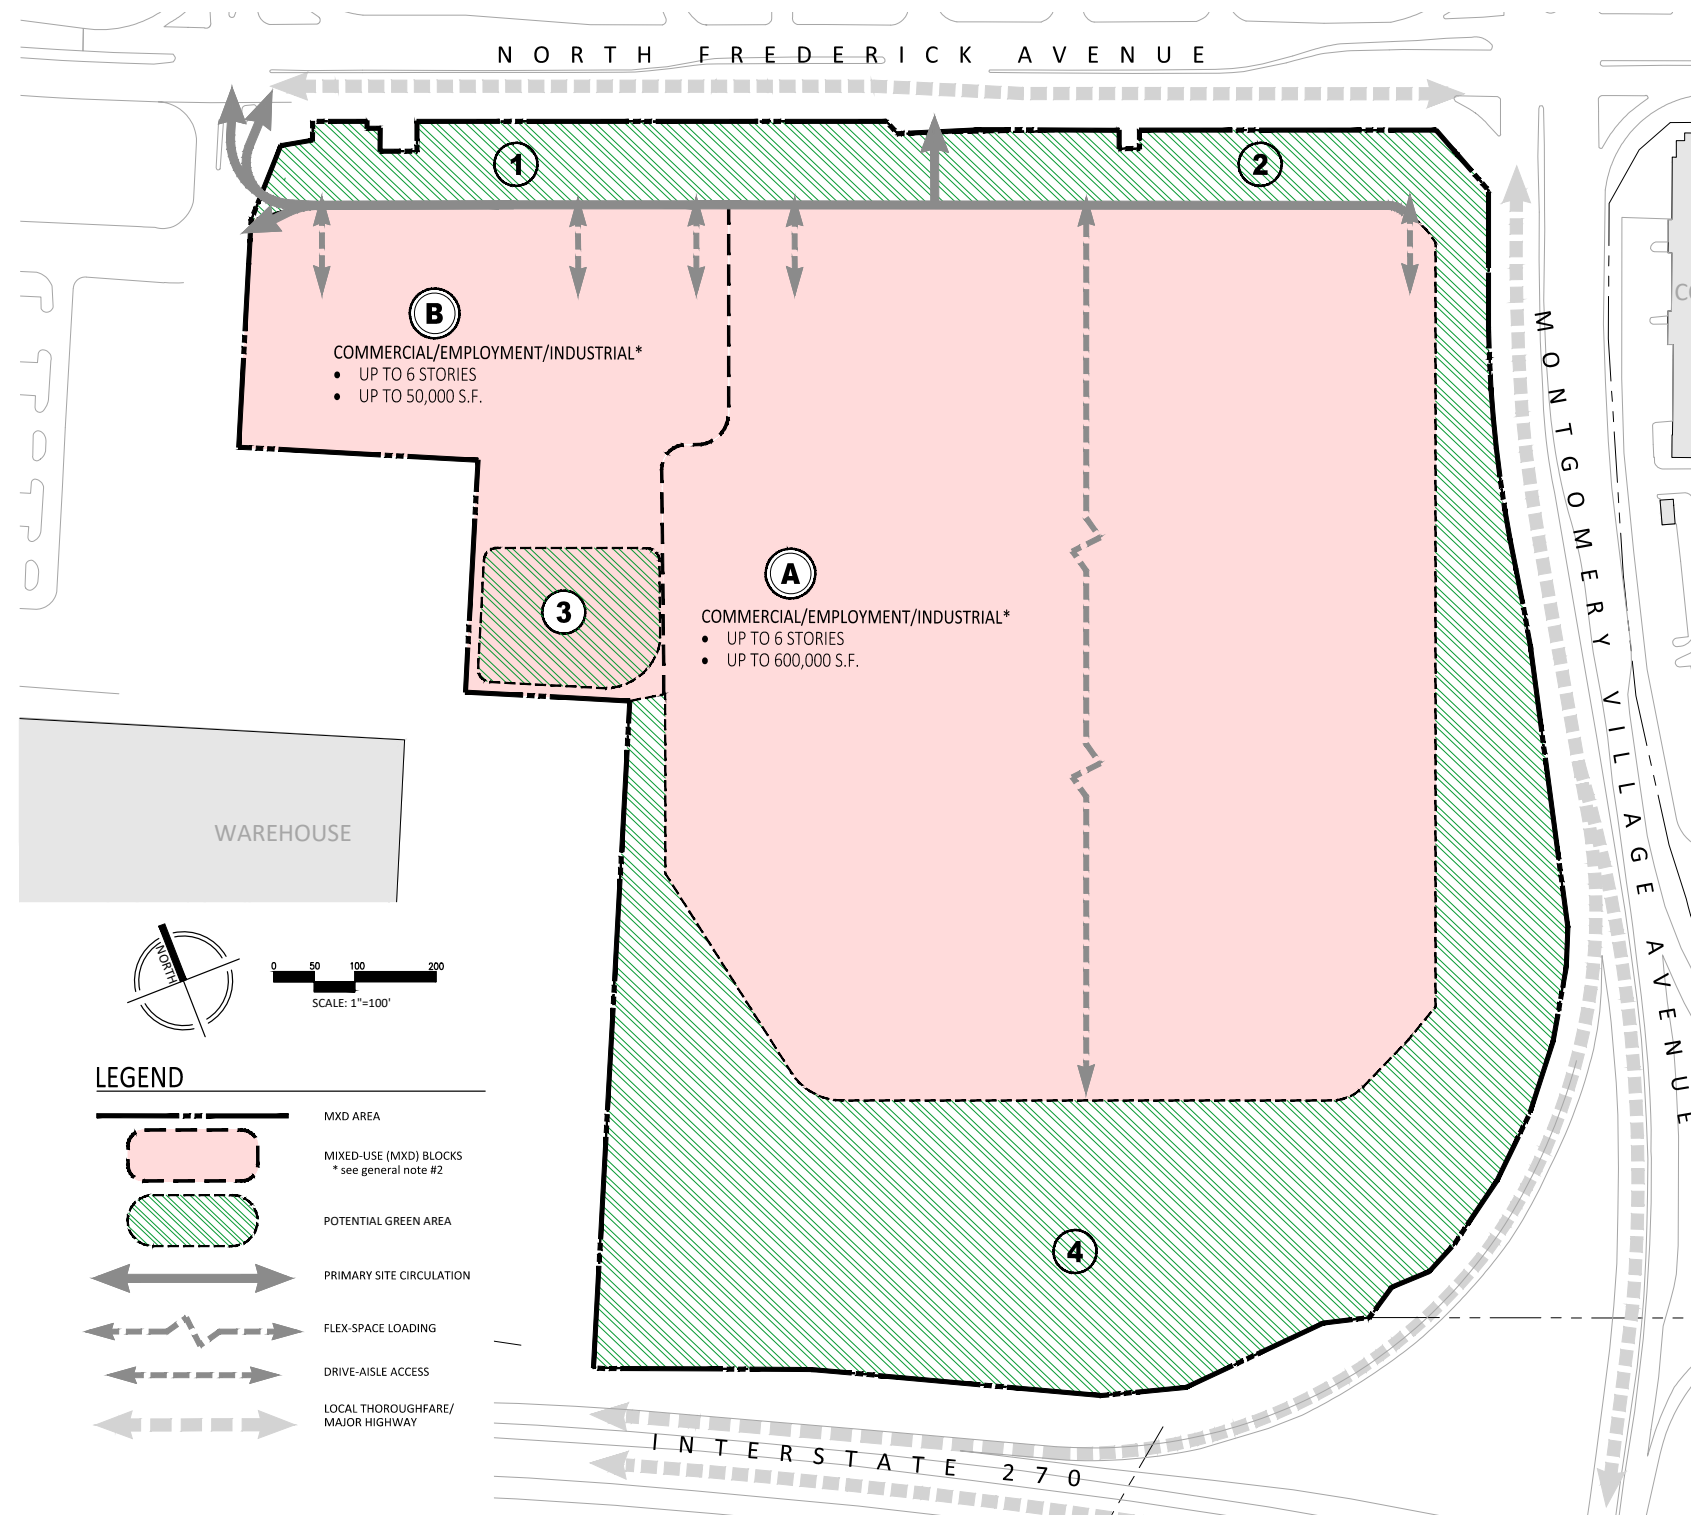 NORTH FREDERICK AVENUE
1
2
B
COMMERCIAL/EMPLOYMENT/INDUSTRIAL*
• UP TO 6 STORIES
• UP TO 50,000 S.F.
MONTGOMERY VILLAGE AVENUE
A
COMMERCIAL/EMPLOYMENT/INDUSTRIAL*
• UP TO 6 STORIES
• UP TO 600,000 S.F.
3
WAREHOUSE
NORTH
0 50 100 200
SCALE: 1"=100'
LEGEND
MXD AREA
MIXED-USE (MXD) BLOCKS
* see general note #2
POTENTIAL GREEN AREA
PRIMARY SITE CIRCULATION
FLEX-SPACE LOADING
DRIVE-AISLE ACCESS
LOCAL THOROUGHFARE/
MAJOR HIGHWAY
4
INTERSTATE 270